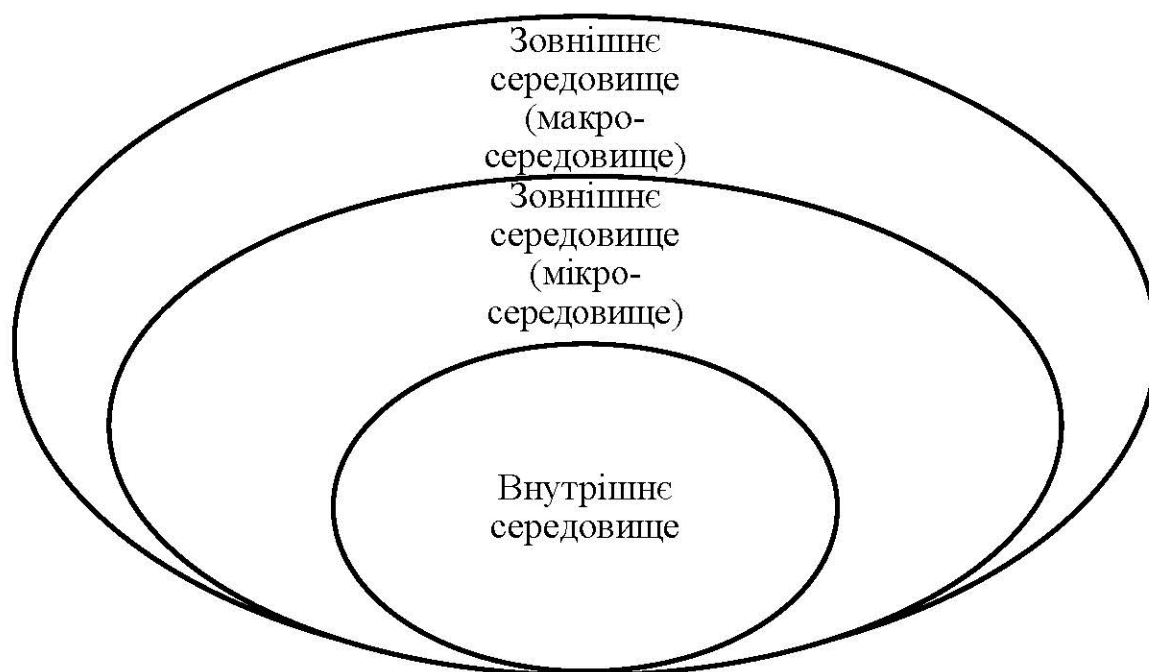 Зовнішнє
середовище
(макро-
середовище)
Зовнішнє
середовище
(мікро-
середовище)
Внутрішнє
середовище